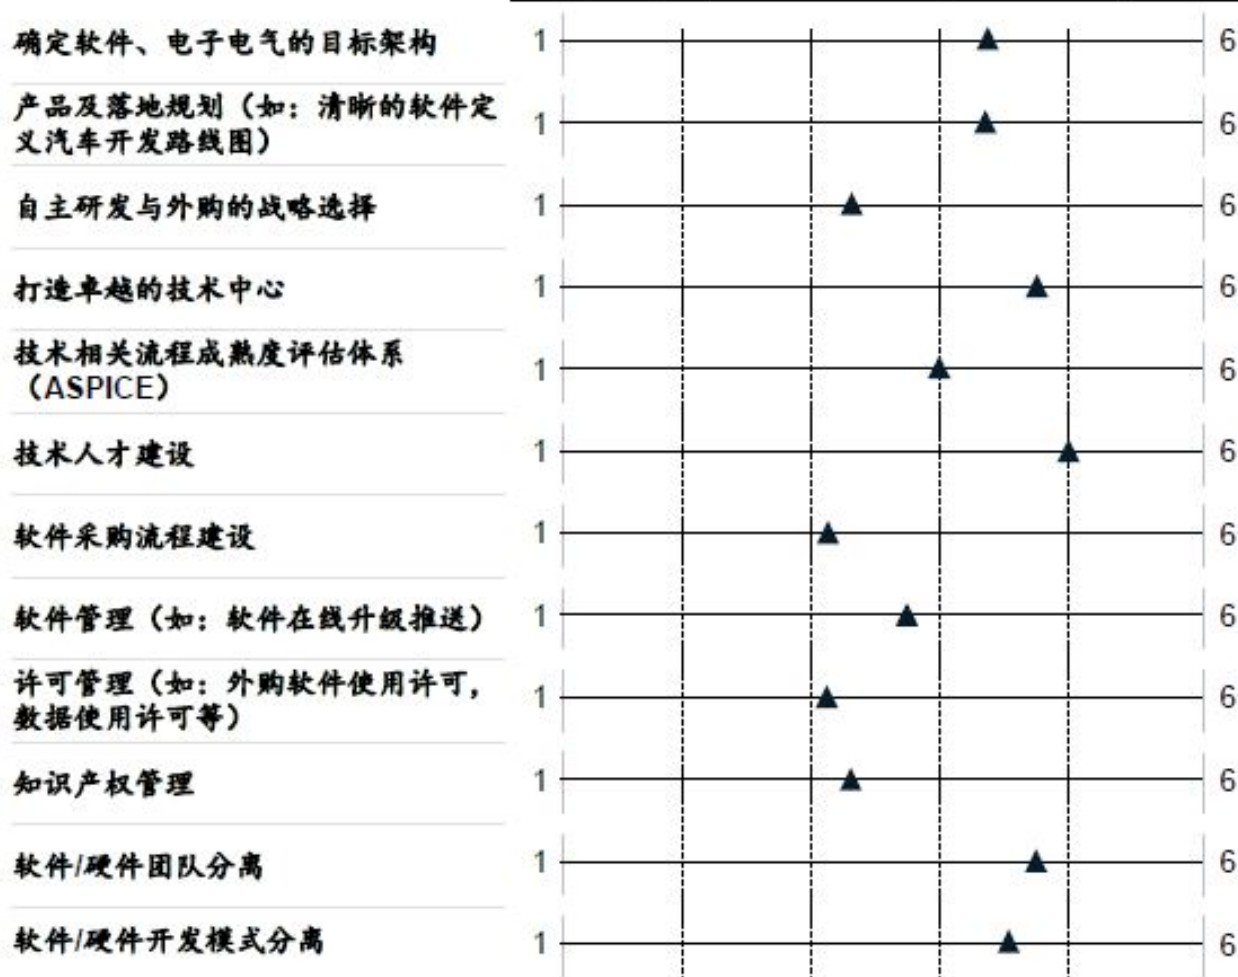 确定软件、电子电气的目标架构
1 6
产品及落地规划（如：清晰的软件定
义汽车开发路线图）
1 6
自主研发与外购的战略选择
1 6
打造卓越的技术中心
1 6
技术相关流程成熟度评估体系
（ASPICE）
1 6
技术人才建设
1 6
软件采购流程建设
1 6
软件管理（如：软件在线升级推送）
1 6
许可管理（如：外购软件使用许可，
数据使用许可等）
1 6
知识产权管理
1 6
软件/硬件团队分离
1 6
软件/硬件开发模式分离
1 6